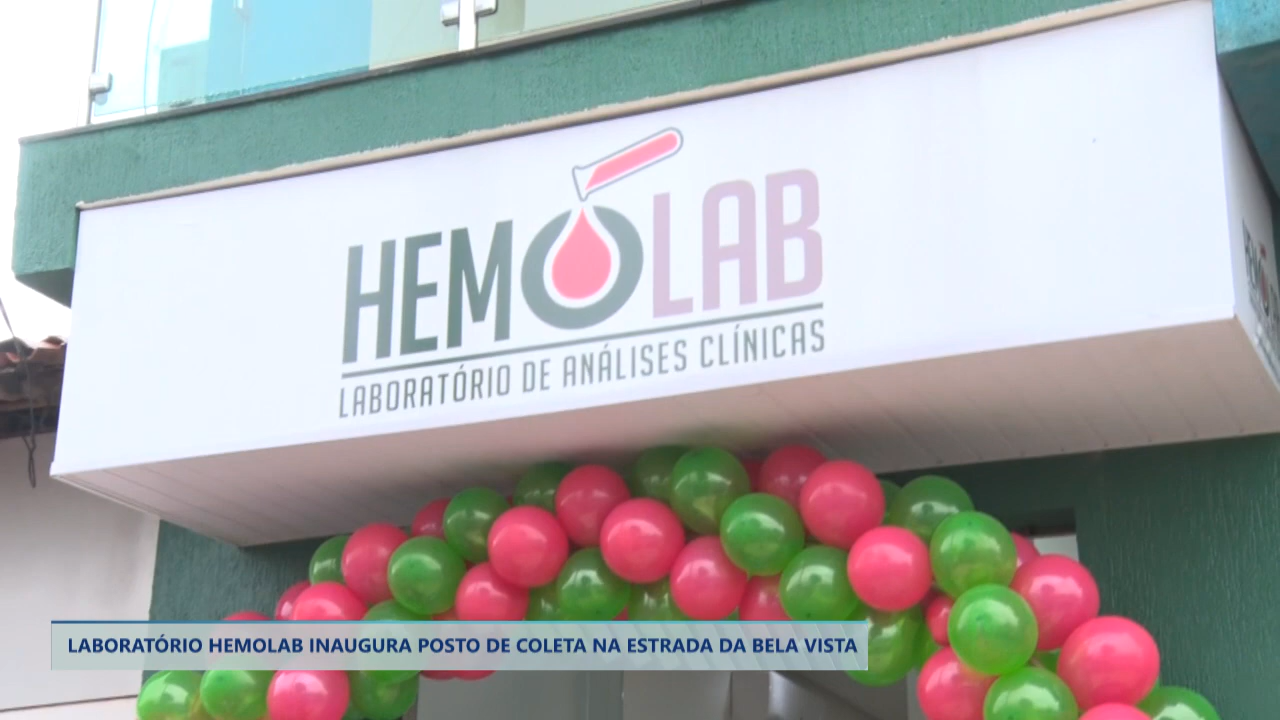 HEMOLAB
LABORATÓRIO DE ANÁLISES CLÍNICAS
LABORATÓRIO HEMOLAB INAUGURA POSTO DE COLETA NA ESTRADA DA BELA VISTA